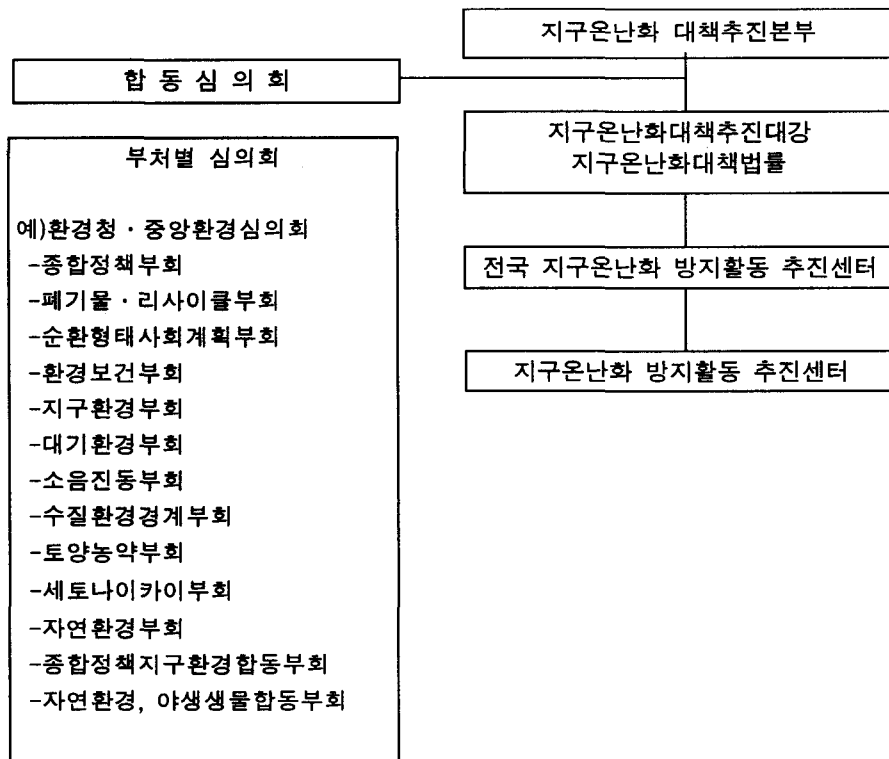 지구온난화 대책추진본부
합 동 심 의 회
지구온난화대책추진대강
지구온난화대책법률
부처별 심의회
예)환경청 · 중앙환경심의회
-종합정책부회
-폐기물 · 리사이클부회
-순환형태사회계획부회
-환경보건부회
-지구환경부회
-대기환경부회
-소음진동부회
-수질환경경계부회
-토양농약부회
-세토나이카이부회
-자연환경부회
-종합정책지구환경합동부회
-자연환경, 야생생물합동부회
전국 지구온난화 방지활동 추진센터
지구온난화 방지활동 추진센터